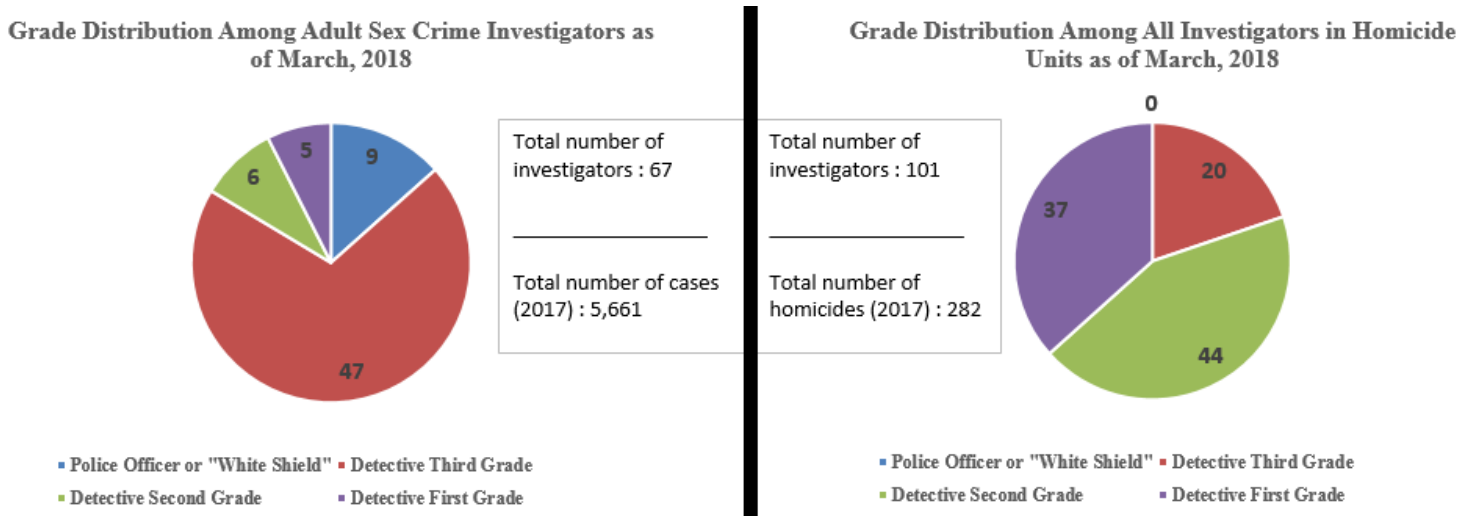 Grade Distribution Among Adult Sex Crime Investigators as
of March, 2018
9
47
6
5
Total number of
investigators : 67
Total number of cases
(2017) : 5,661
Police Officer or "White Shield" Detective Third Grade
Detective Second Grade Detective First Grade
Grade Distribution Among All Investigators in Homicide
Units as of March, 2018
Total number of
investigators : 101
Total number of
homicides (2017) : 282
0
20
44
37
Police Officer or "White Shield" Detective Third Grade
Detective Second Grade Detective First Grade